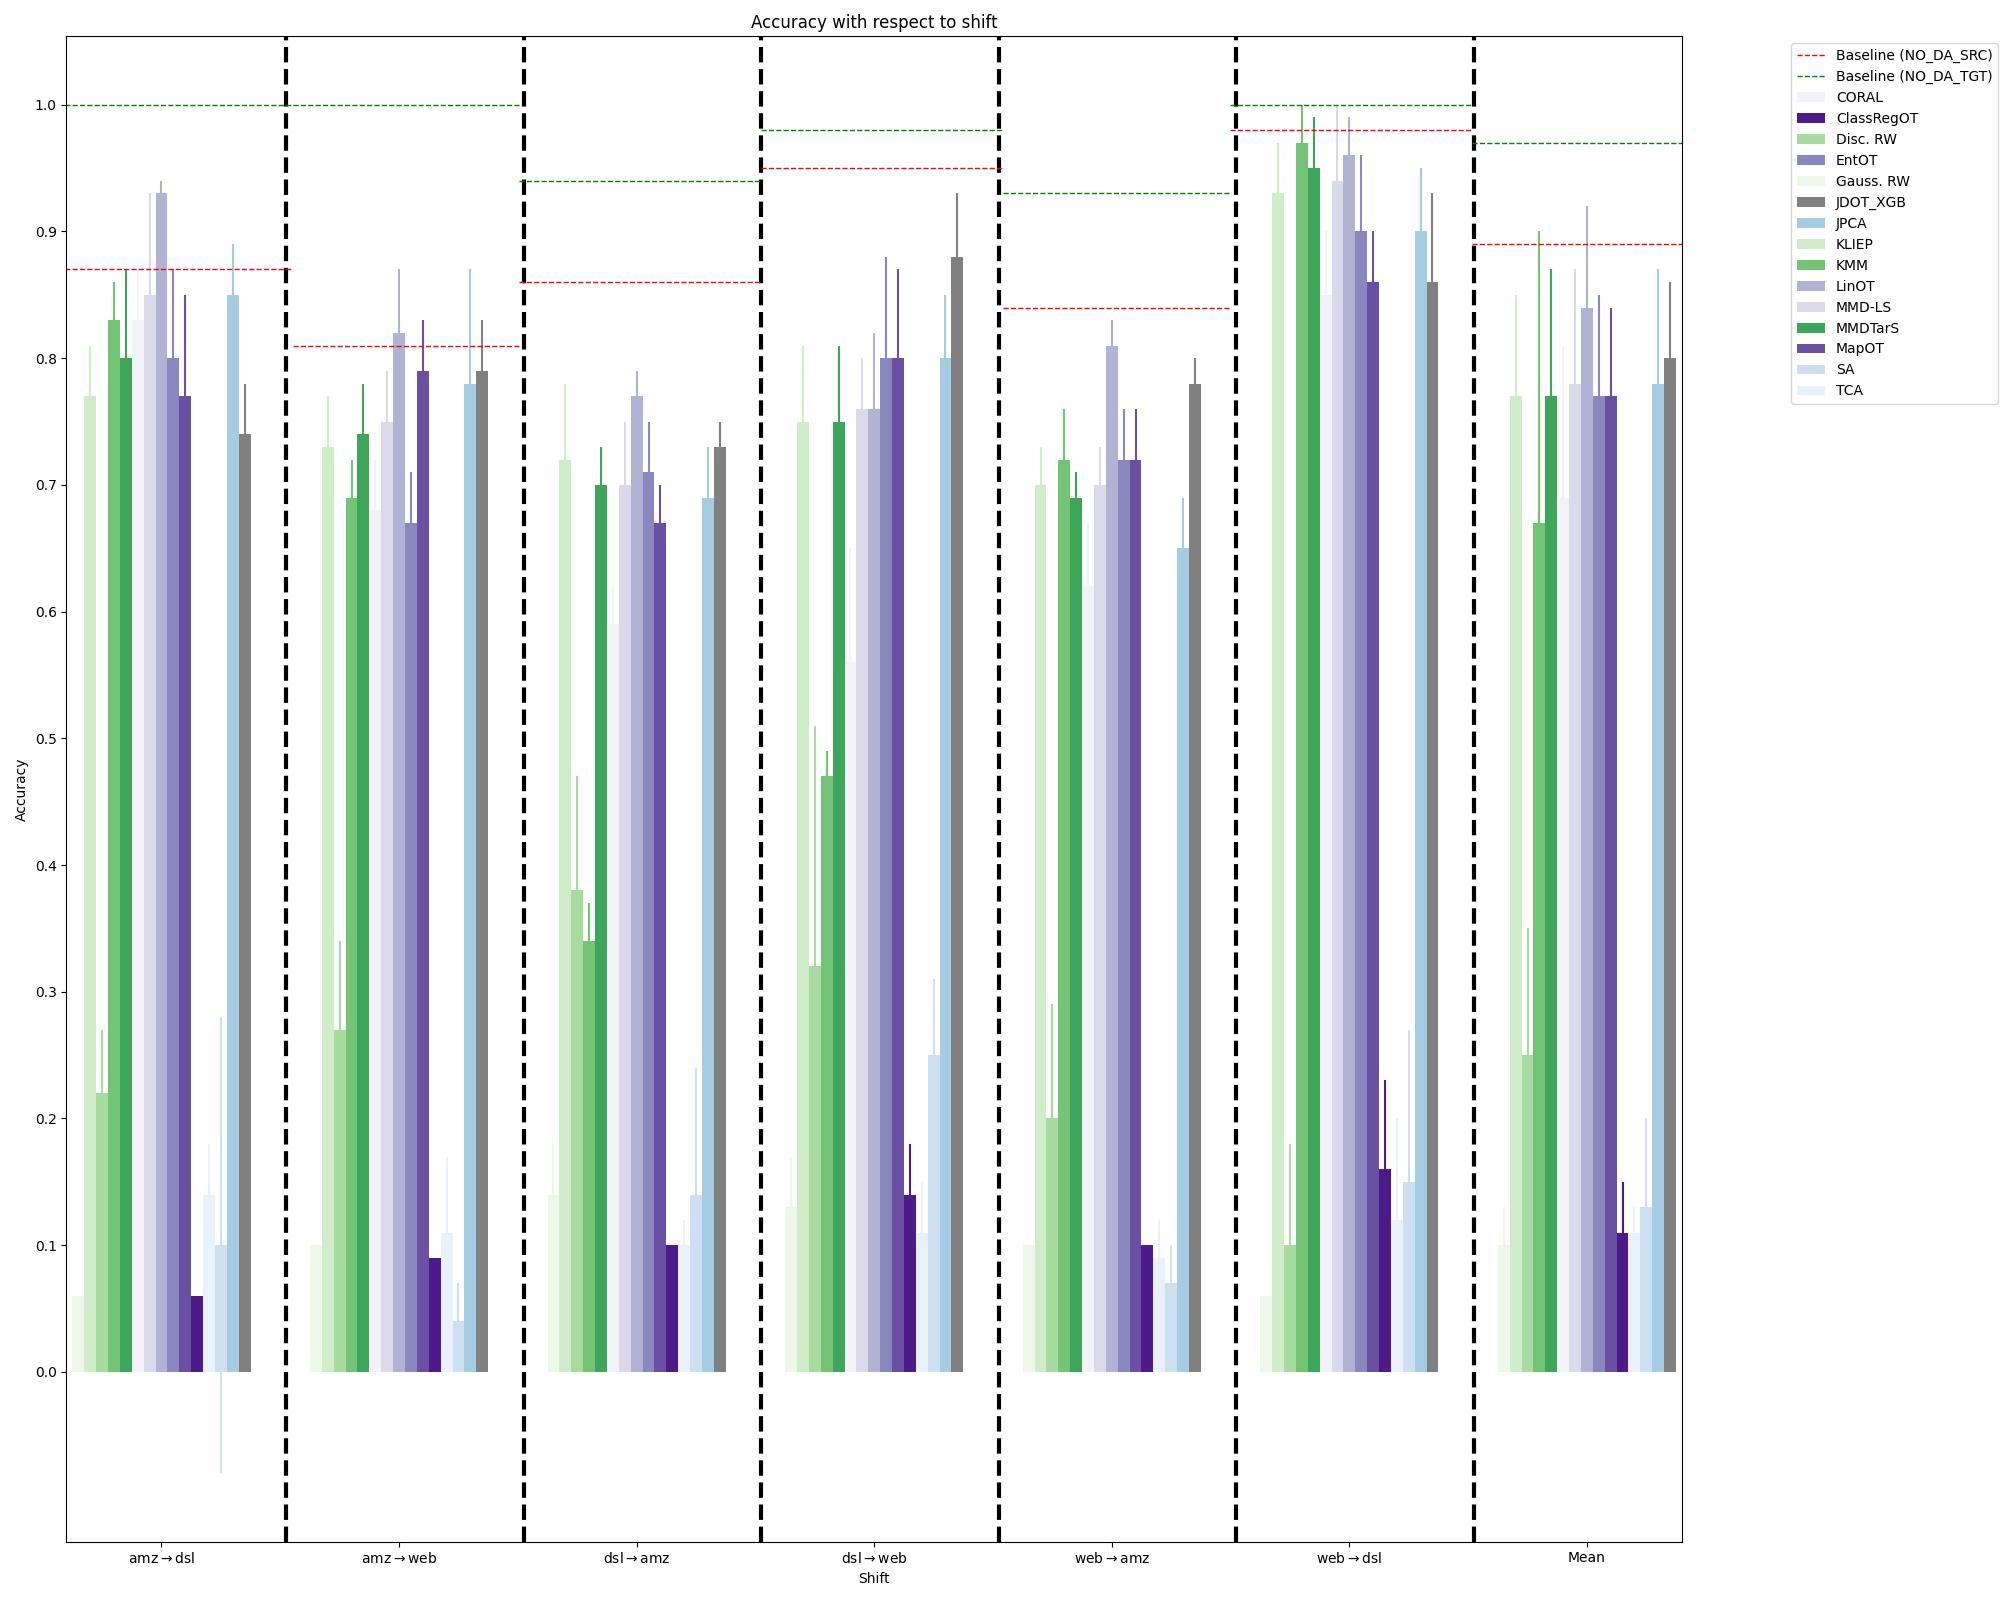 Accuracy with respect to shift
Baseline (NO_DA_SRC)
Baseline (NO_DA_TGT)
CORAL
ClassRegOT
Disc. RW
EntOT
Gauss. RW
JDOT_XGB
JPCA
KLIEP
KMM
LinOT
MMD-LS
MMDTarS
MapOT
SA
TCA
1.0
0.9
0.8
0.7
0.6
0.5
0.4
0.3
0.2
0.1
0.0
Accuracy
amz→dsl amz→web dsl→amz dsl→web web→amz web→dsl Mean
Shift